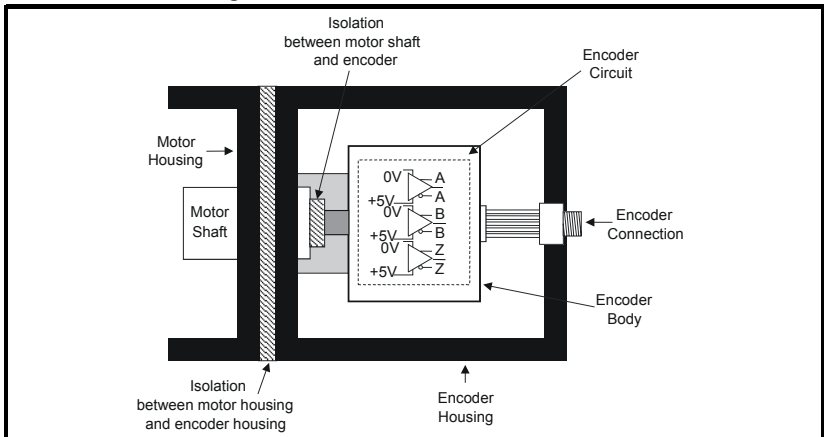 Isolation
between motor shaft
and encoder
Encoder
Circuit
Motor
Housing
Motor
Shaft
0V
A
+5V
A̅
0V
B
+5V
B̅
0V
Z
+5V
Z̅
Encoder
Connection
Encoder
Body
Isolation
between motor housing
and encoder housing
Encoder
Housing